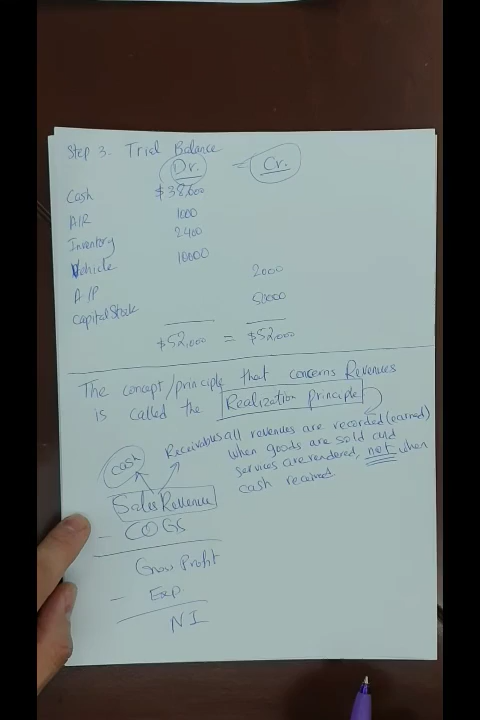 Step 3. Trial Balance
Dr. = Cr.
Cash $38,600
A/R 1000
Inventory 2400
Vehicle 10000
A/P 2000
Capital Stock 50000
$52,000 = $52,000
The concept/principle that concerns Revenues
is called the Realization principle
all revenues are recorded (earned)
when goods are sold and
services are rendered, not when
cash received
cash Receivables
Sales Revenue
- COGS
Gross Profit
- Exp.
NI